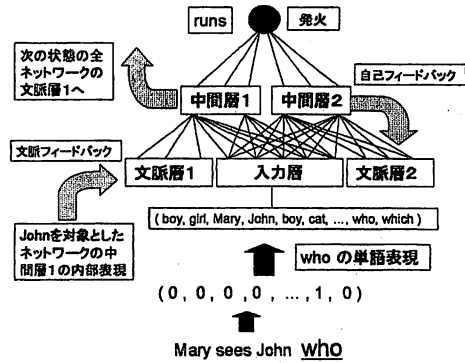 runs
発火
次の状態の全
ネットワークの
文脈層1へ
自己フィードバック
中間層1
中間層2
文脈フィードバック
文脈層1
入力層
文脈層2
( boy, girl, Mary, John, boy, cat, ..., who, which )
Johnを対象とした
ネットワークの中
間層1の内部表現
who の単語表現
( 0, 0, 0 ,0 , ... , 1, 0 )
Mary sees John who